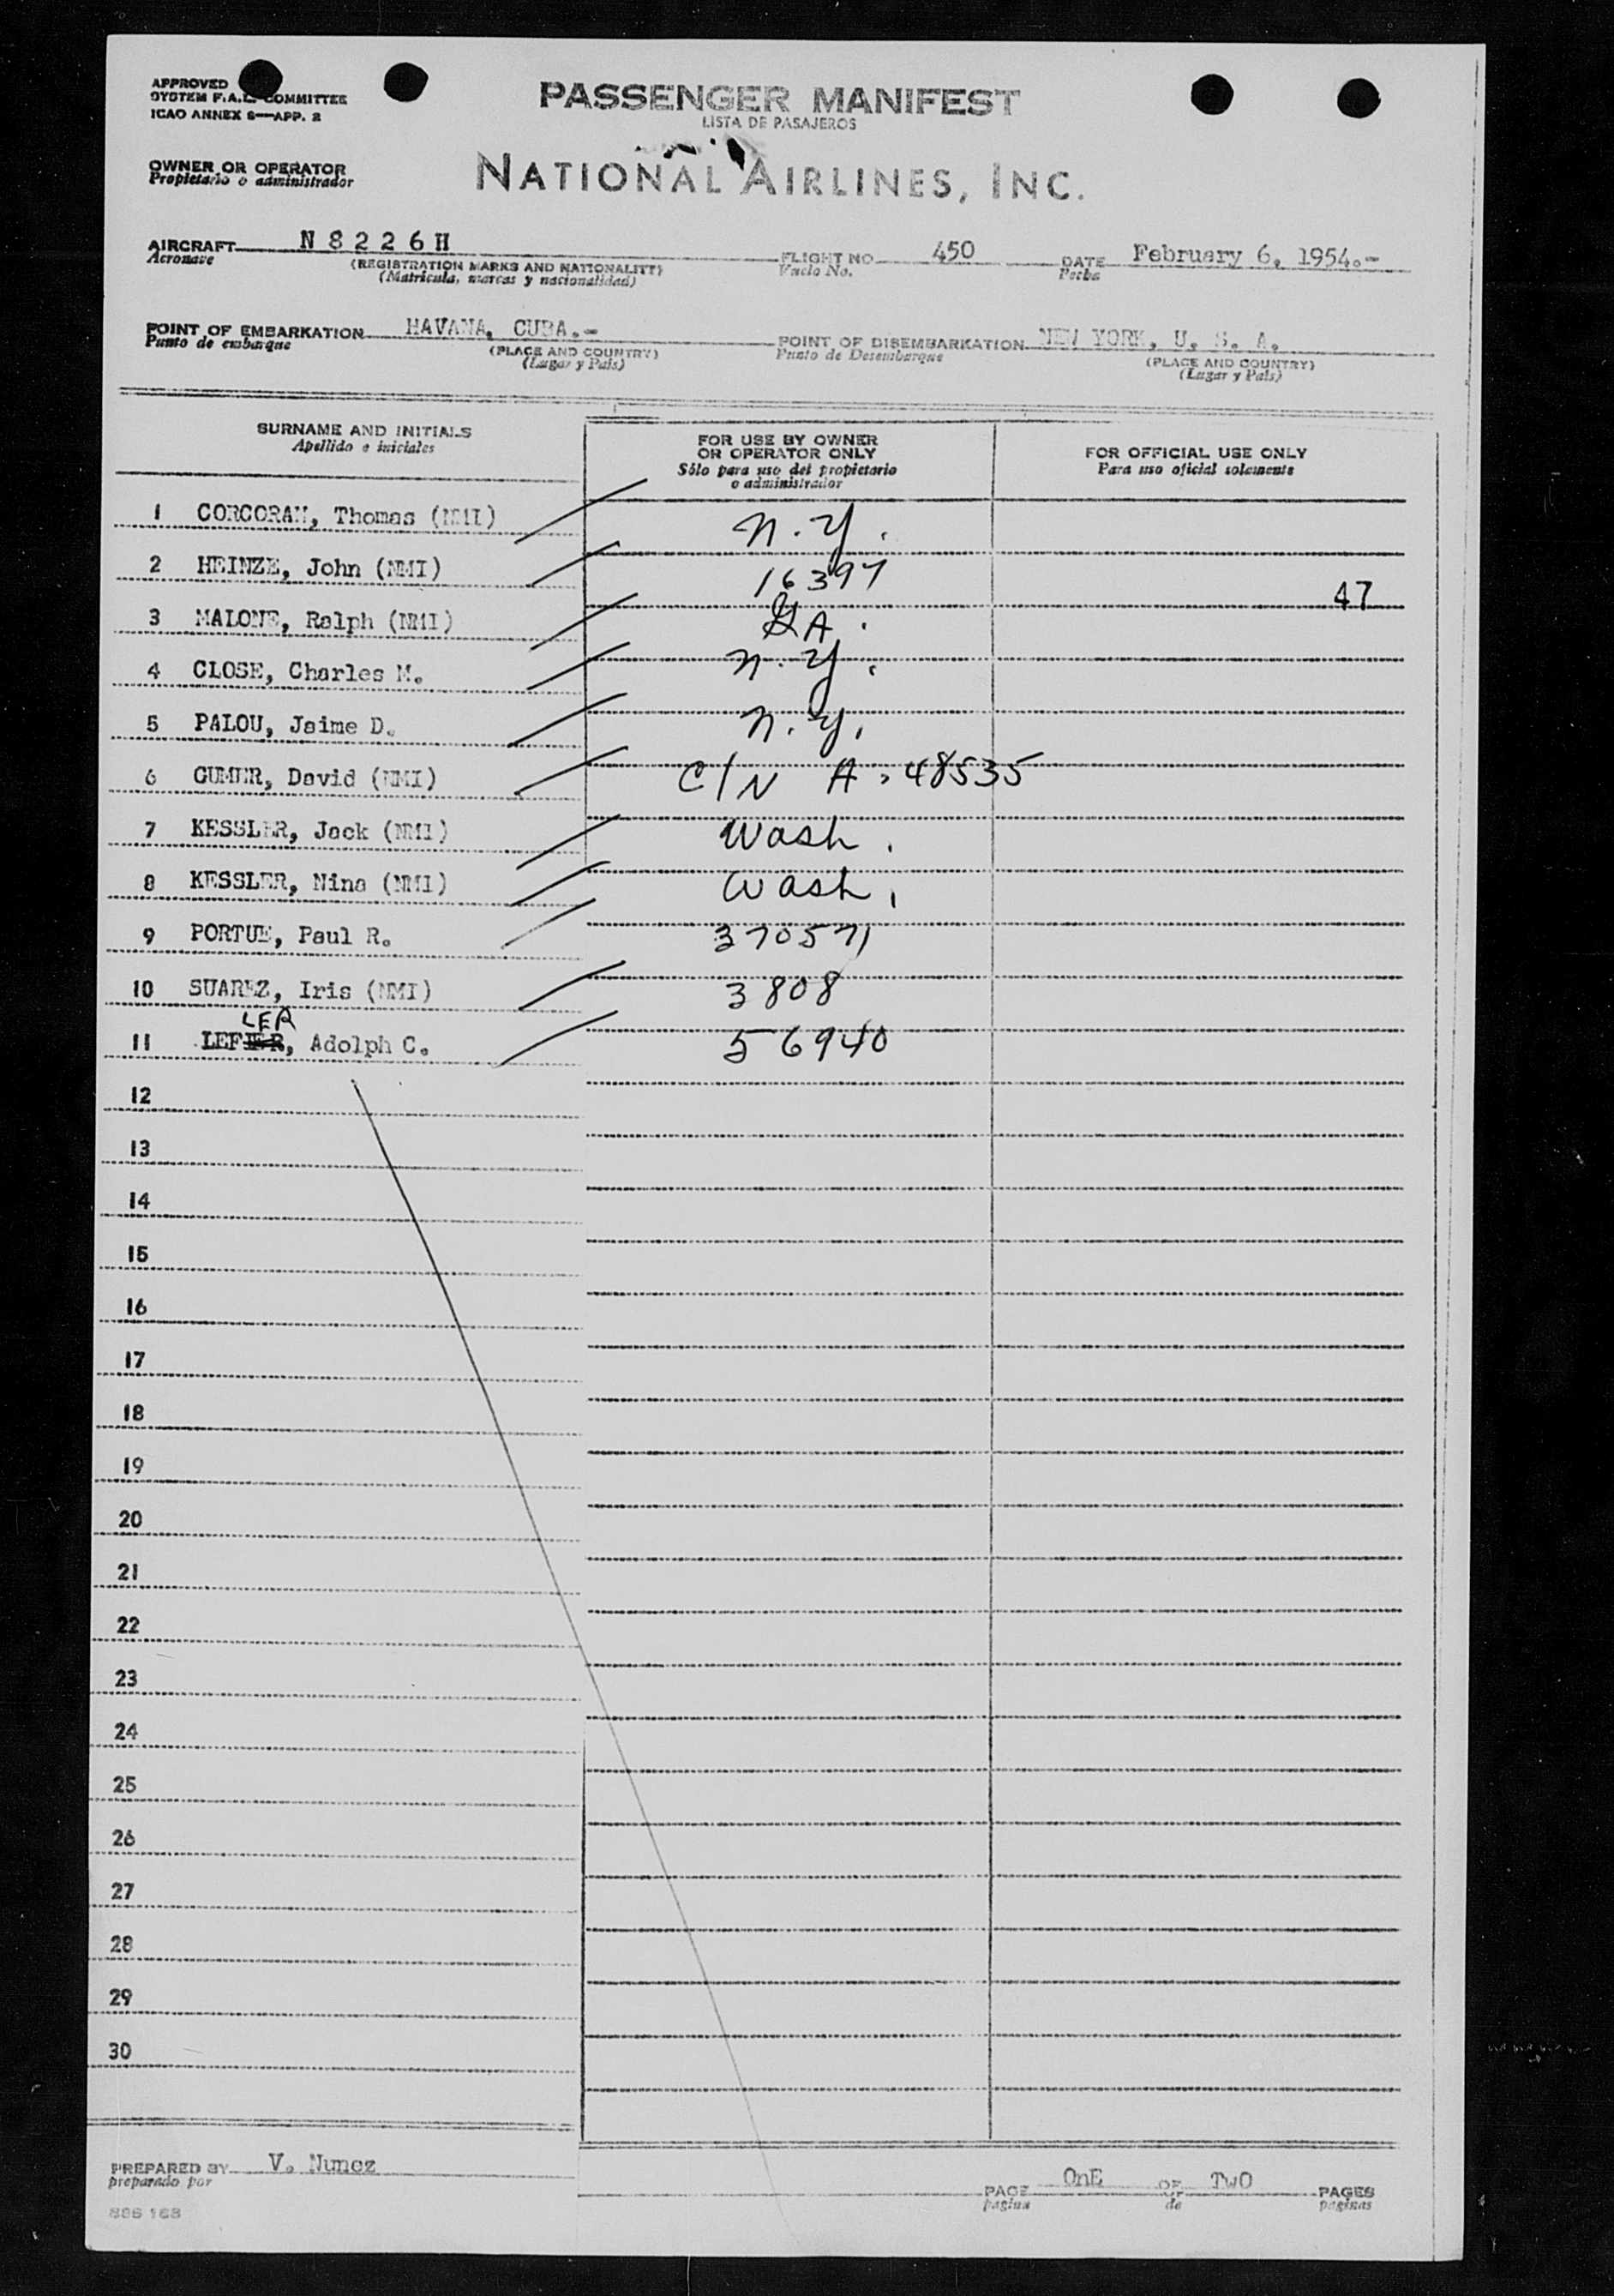 APPROVED
SYSTEM F.A.L. COMMITTEE
ICAO ANNEX 9—APP. 2
PASSENGER MANIFEST
LISTA DE PASAJEROS
OWNER OR OPERATOR
Propietario o administrador
NATIONAL AIRLINES, INC.
AIRCRAFT N 8 2 2 6 H FLIGHT NO 450 DATE February 6, 1954.-
Aeronave (REGISTRATION MARKS AND NATIONALITY) Vuelo No. Fecha
(Matrícula, marcas y nacionalidad)
POINT OF EMBARKATION HAVANA, CUBA.- POINT OF DISEMBARKATION NEW YORK, U. S. A.
Punto de embarque (PLACE AND COUNTRY) Punto de Desembarque (PLACE AND COUNTRY)
(Lugar y País) (Lugar y País)
SURNAME AND INITIALS
Apellido e iniciales
FOR USE BY OWNER
OR OPERATOR ONLY
Sólo para uso del propietario
o administrador
FOR OFFICIAL USE ONLY
Para uso oficial solamente
1 CORCORAN, Thomas (NMI) N.Y.
2 HEINZE, John (NMI) 16397 47
3 MALONE, Ralph (NMI) GA.
4 CLOSE, Charles M. N.Y.
5 PALOU, Jaime D. N.Y.
6 GUMER, David (NMI) C/N A-48535
7 KESSLER, Jack (NMI) Wash.
8 KESSLER, Nina (NMI) Wash.
9 PORTUE, Paul R. 370571
10 SUAREZ, Iris (NMI) 3808
LER
11 LEFIER, Adolph C. 56940
12
13
14
15
16
17
18
19
20
21
22
23
24
25
26
27
28
29
30
PREPARED BY V. Nunez
preparado por
PAGE OnE OF TwO PAGES
página de páginas